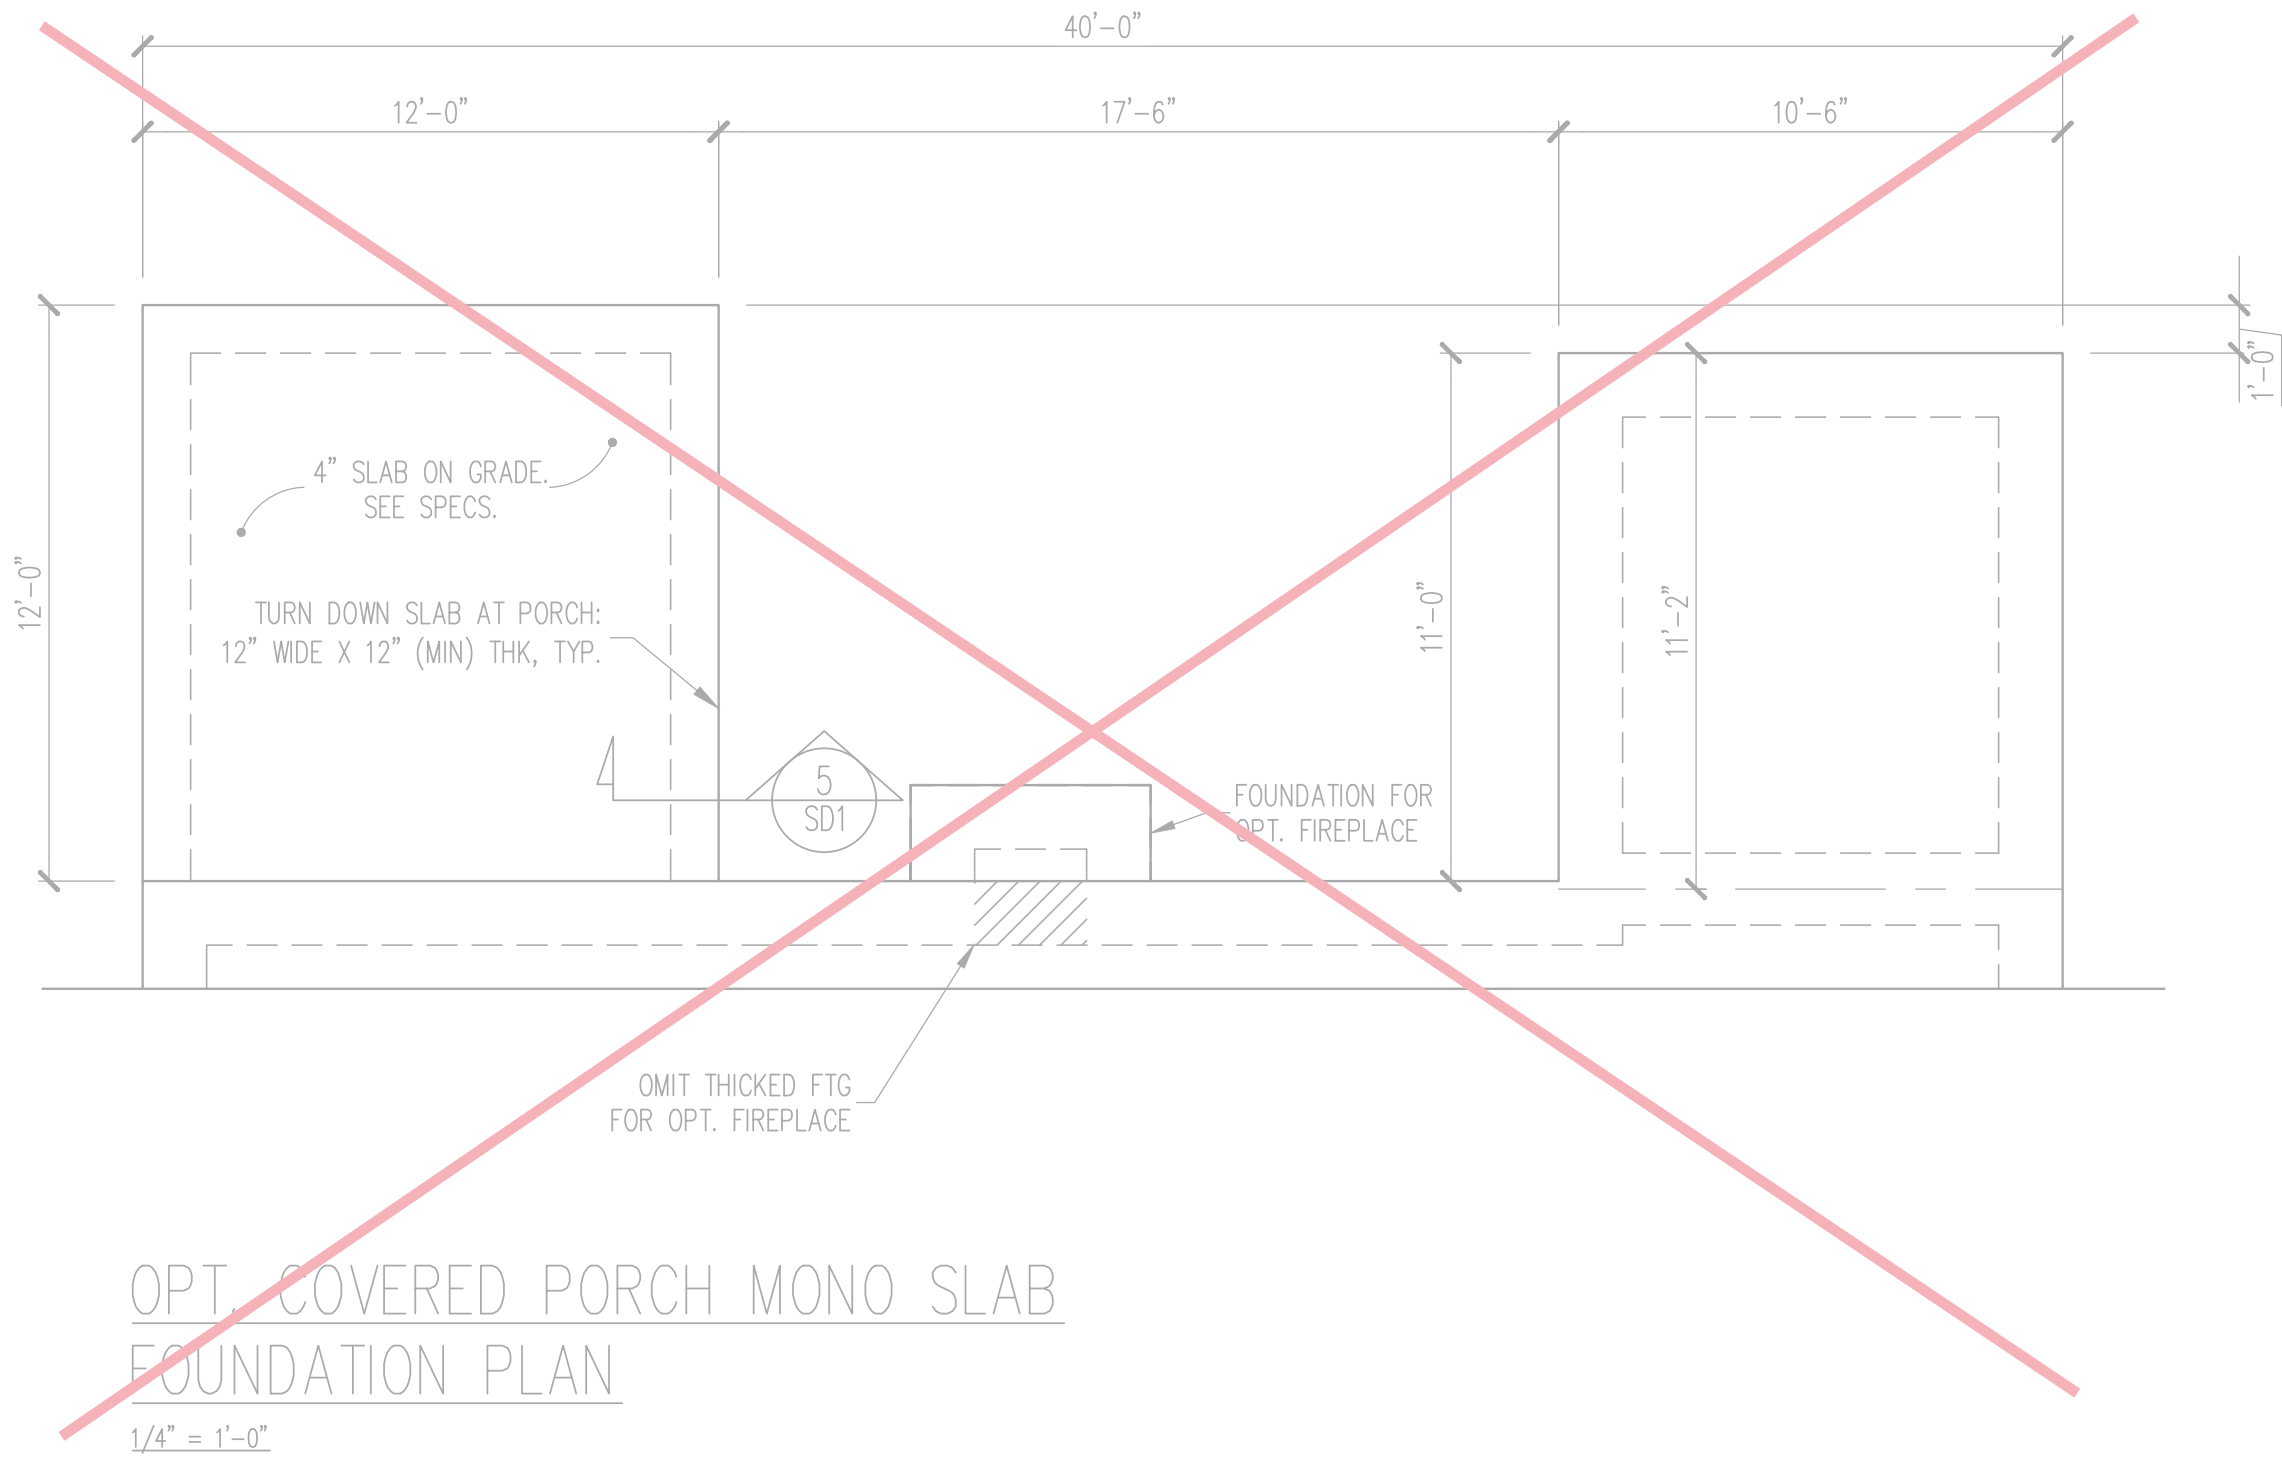 40'-0"
12'-0"
17'-6"
10'-6"
1'-0"
4" SLAB ON GRADE.
SEE SPECS.
12'-0"
TURN DOWN SLAB AT PORCH:
12" WIDE X 12" (MIN) THK, TYP.
11'-0"
11'-2"
5
SD1
FOUNDATION FOR
OPT. FIREPLACE
OMIT THICKED FTG
FOR OPT. FIREPLACE
OPT. COVERED PORCH MONO SLAB
FOUNDATION PLAN
1/4" = 1'-0"